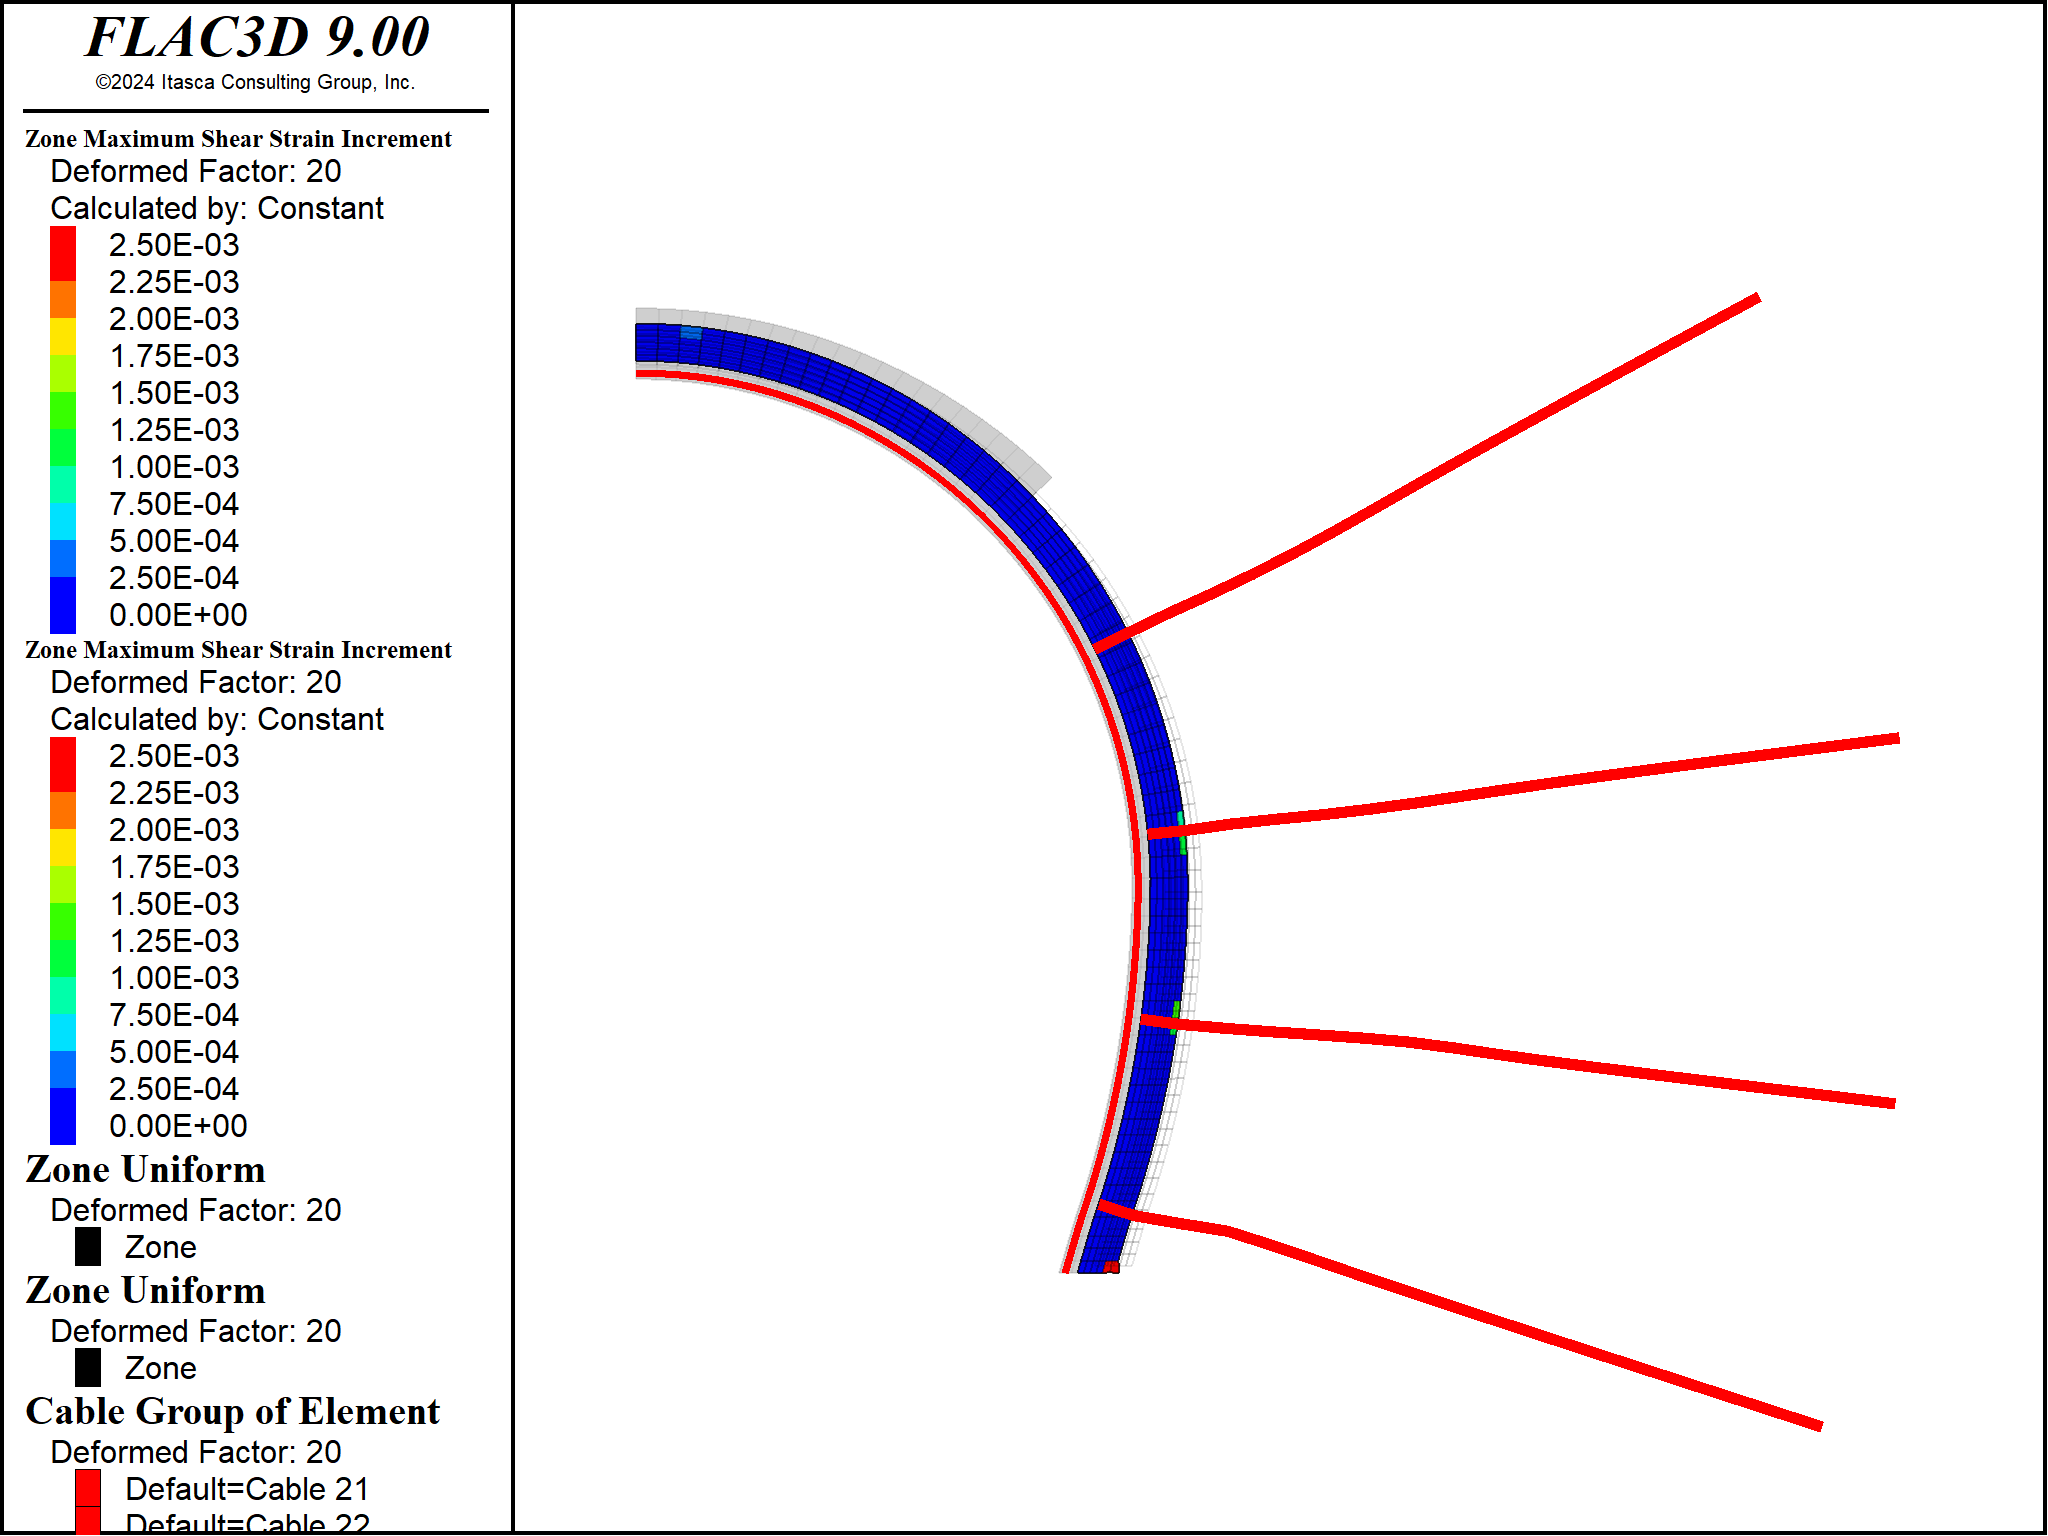 FLAC3D 9.00
©2024 Itasca Consulting Group, Inc.
Zone Maximum Shear Strain Increment
Deformed Factor: 20
Calculated by: Constant
2.50E-03
2.25E-03
2.00E-03
1.75E-03
1.50E-03
1.25E-03
1.00E-03
7.50E-04
5.00E-04
2.50E-04
0.00E+00
Zone Maximum Shear Strain Increment
Deformed Factor: 20
Calculated by: Constant
2.50E-03
2.25E-03
2.00E-03
1.75E-03
1.50E-03
1.25E-03
1.00E-03
7.50E-04
5.00E-04
2.50E-04
0.00E+00
Zone Uniform
Deformed Factor: 20
Zone
Zone Uniform
Deformed Factor: 20
Zone
Cable Group of Element
Deformed Factor: 20
Default=Cable 21
Default=Cable 22